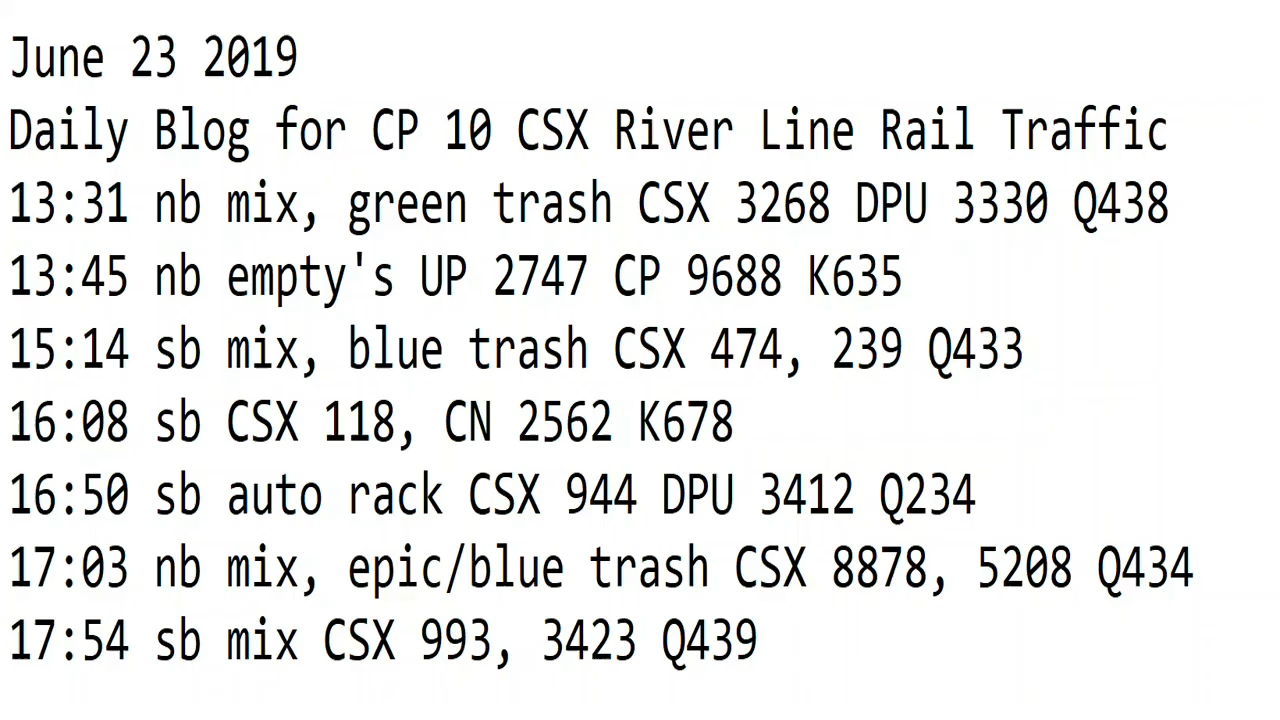 June 23 2019
Daily Blog for CP 10 CSX River Line Rail Traffic
13:31 nb mix, green trash CSX 3268 DPU 3330 Q438
13:45 nb empty's UP 2747 CP 9688 K635
15:14 sb mix, blue trash CSX 474, 239 Q433
16:08 sb CSX 118, CN 2562 K678
16:50 sb auto rack CSX 944 DPU 3412 Q234
17:03 nb mix, epic/blue trash CSX 8878, 5208 Q434
17:54 sb mix CSX 993, 3423 Q439